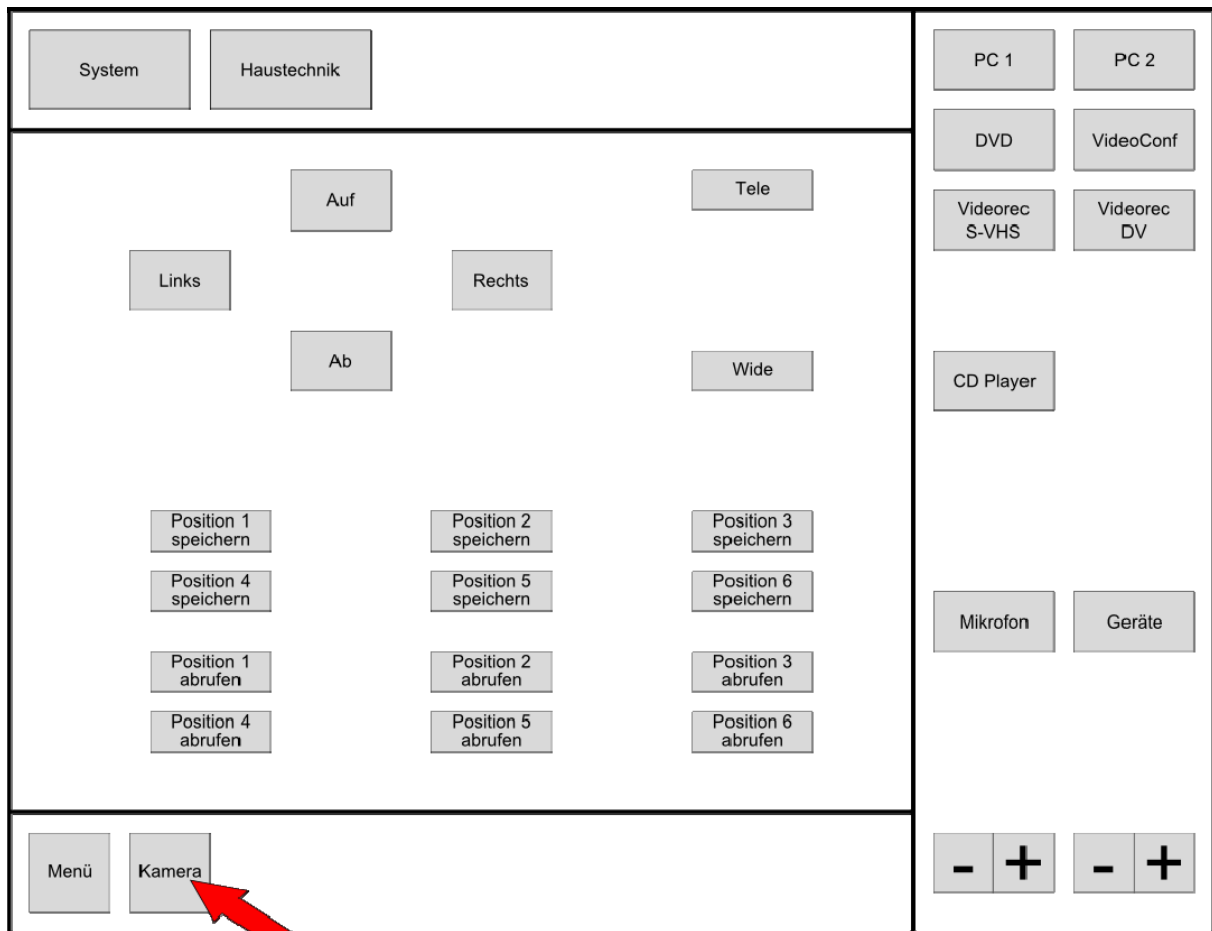 System
Haustechnik
Auf
Tele
Links
Rechts
Ab
Wide
Position 1
speichern
Position 2
speichern
Position 3
speichern
Position 4
speichern
Position 5
speichern
Position 6
speichern
Position 1
abrufen
Position 2
abrufen
Position 3
abrufen
Position 4
abrufen
Position 5
abrufen
Position 6
abrufen
Menü
Kamera
PC 1
PC 2
DVD
VideoConf
Videorec
S-VHS
Videorec
DV
CD Player
Mikrofon
Geräte
- +
- +